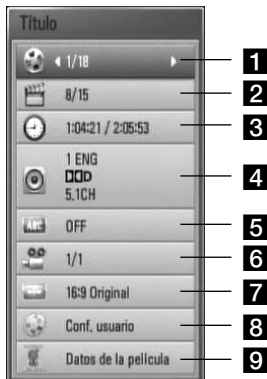 Título
1/18
1
8/15
2
1:04:21 / 2:05:53
3
1 ENG
D
5.1CH
4
ABC
OFF
5
1/1
6
16:9 Original
7
Conf. usuario
8
Datos de la película
9